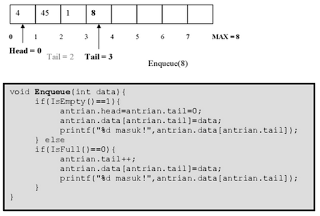 4 45 1 8
0 1 2 3 4 5 6 7 MAX = 8
Head = 0 Tail = 2 Tail = 3
Enqueue(8)
void Enqueue(int data){
if(IsEmpty()==1){
antrian.head=antrian.tail=0;
antrian.data[antrian.tail]=data;
printf("%d masuk!",antrian.data[antrian.tail]);
} else
if(IsFull()==0){
antrian.tail++;
antrian.data[antrian.tail]=data;
printf("%d masuk!",antrian.data[antrian.tail]);
}
}